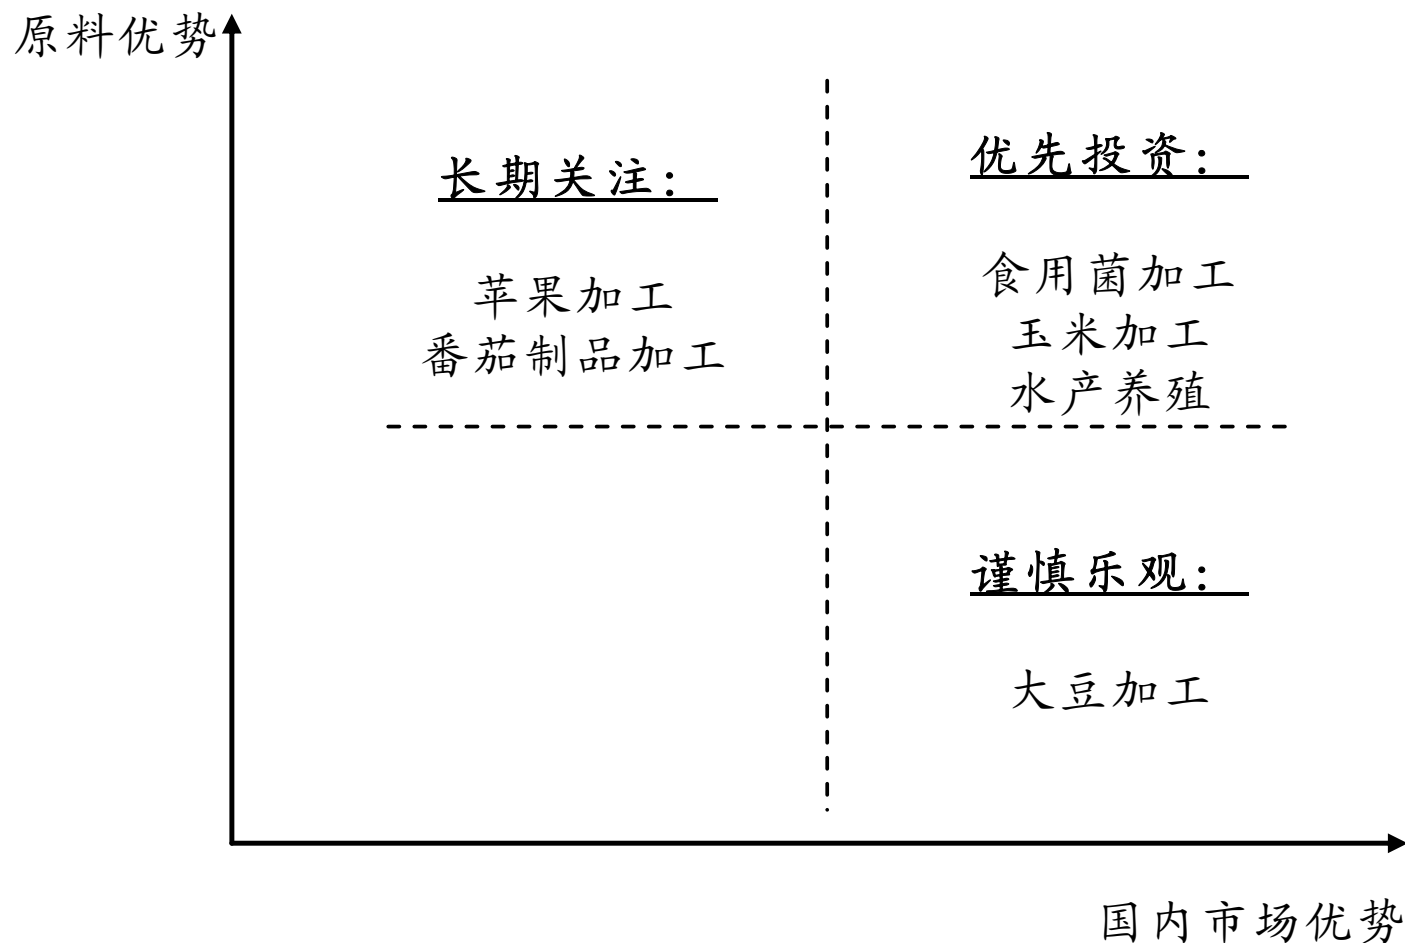 原料优势
长期关注：
苹果加工
番茄制品加工
优先投资：
食用菌加工
玉米加工
水产养殖
谨慎乐观：
大豆加工
国内市场优势